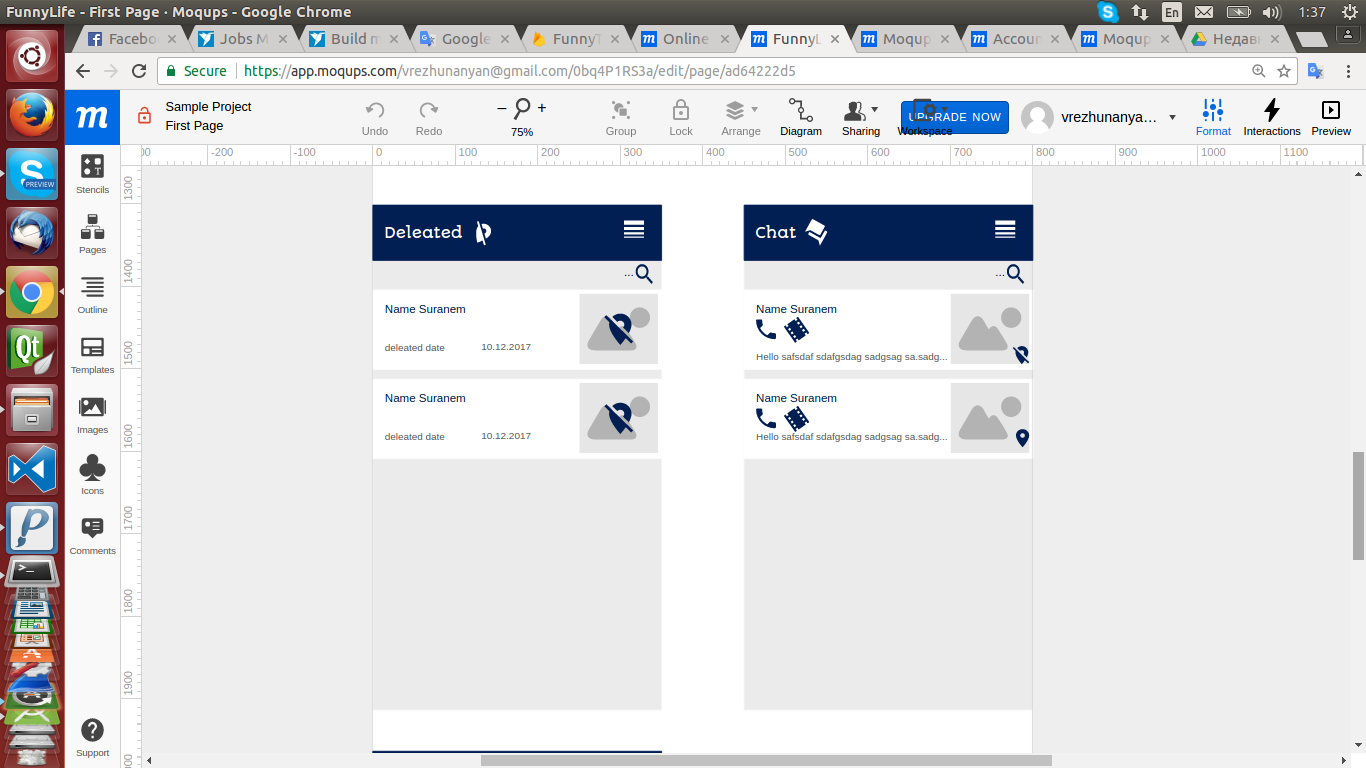 FunnyLife - First Page · Moqups - Google Chrome
En
1:37
Facebo
Jobs M
Build m
Google
FunnyT
Online
FunnyL
Moqup
Accoun
Moqup
Недав
Secure
https://app.moqups.com/vrezhunanyan@gmail.com/0bq4P1RS3a/edit/page/ad64222d5
m
Sample Project
First Page
Undo
Redo
75%
Group
Lock
Arrange
Diagram
Sharing
UPGRADE NOW
Workspace
vrezhunanya...
Format
Interactions
Preview
00 -200 -100 0 100 200 300 400 500 600 700 800 900 1000 1100
1300
1400
1500
1600
1700
1800
1900
PREVIEW
Qt
Stencils
Pages
Outline
Templates
Images
Icons
Comments
Support
Deleated
...
Name Suranem
deleated date
10.12.2017
Name Suranem
deleated date
10.12.2017
Chat
...
Name Suranem
Hello safsdaf sdafgsdag sadgsag sa.sadg...
Name Suranem
Hello safsdaf sdafgsdag sadgsag sa.sadg...